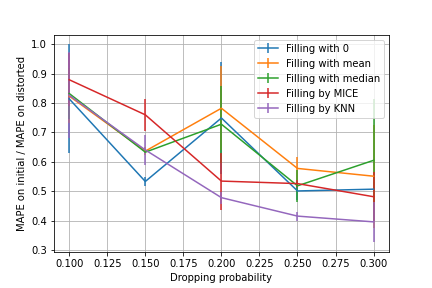 1.0
0.9
0.8
0.7
0.6
0.5
0.4
0.3
MAPE on initial / MAPE on distorted
Filling with 0
Filling with mean
Filling with median
Filling by MICE
Filling by KNN
0.100 0.125 0.150 0.175 0.200 0.225 0.250 0.275 0.300
Dropping probability